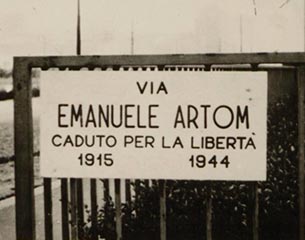 VIA
EMANUELE ARTOM
CADUTO PER LA LIBERTÀ
1915 1944